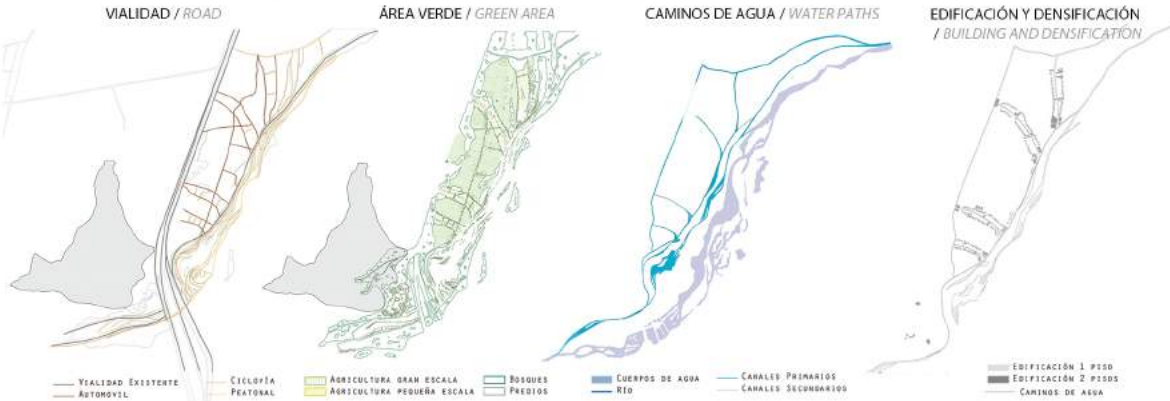 VIALIDAD / ROAD
ÁREA VERDE / GREEN AREA
CAMINOS DE AGUA / WATER PATHS
EDIFICACIÓN Y DENSIFICACIÓN
/ BUILDING AND DENSIFICATION
VIALIDAD EXISTENTE
AUTOMÓVIL
CICLOVÍA
PEATONAL
AGRICULTURA GRAN ESCALA
AGRICULTURA PEQUEÑA ESCALA
BOSQUES
PREDIOS
CUERPOS DE AGUA
RÍO
CANALES PRIMARIOS
CANALES SECUNDARIOS
EDIFICACIÓN 1 PISO
EDIFICACIÓN 2 PISOS
CAMINOS DE AGUA